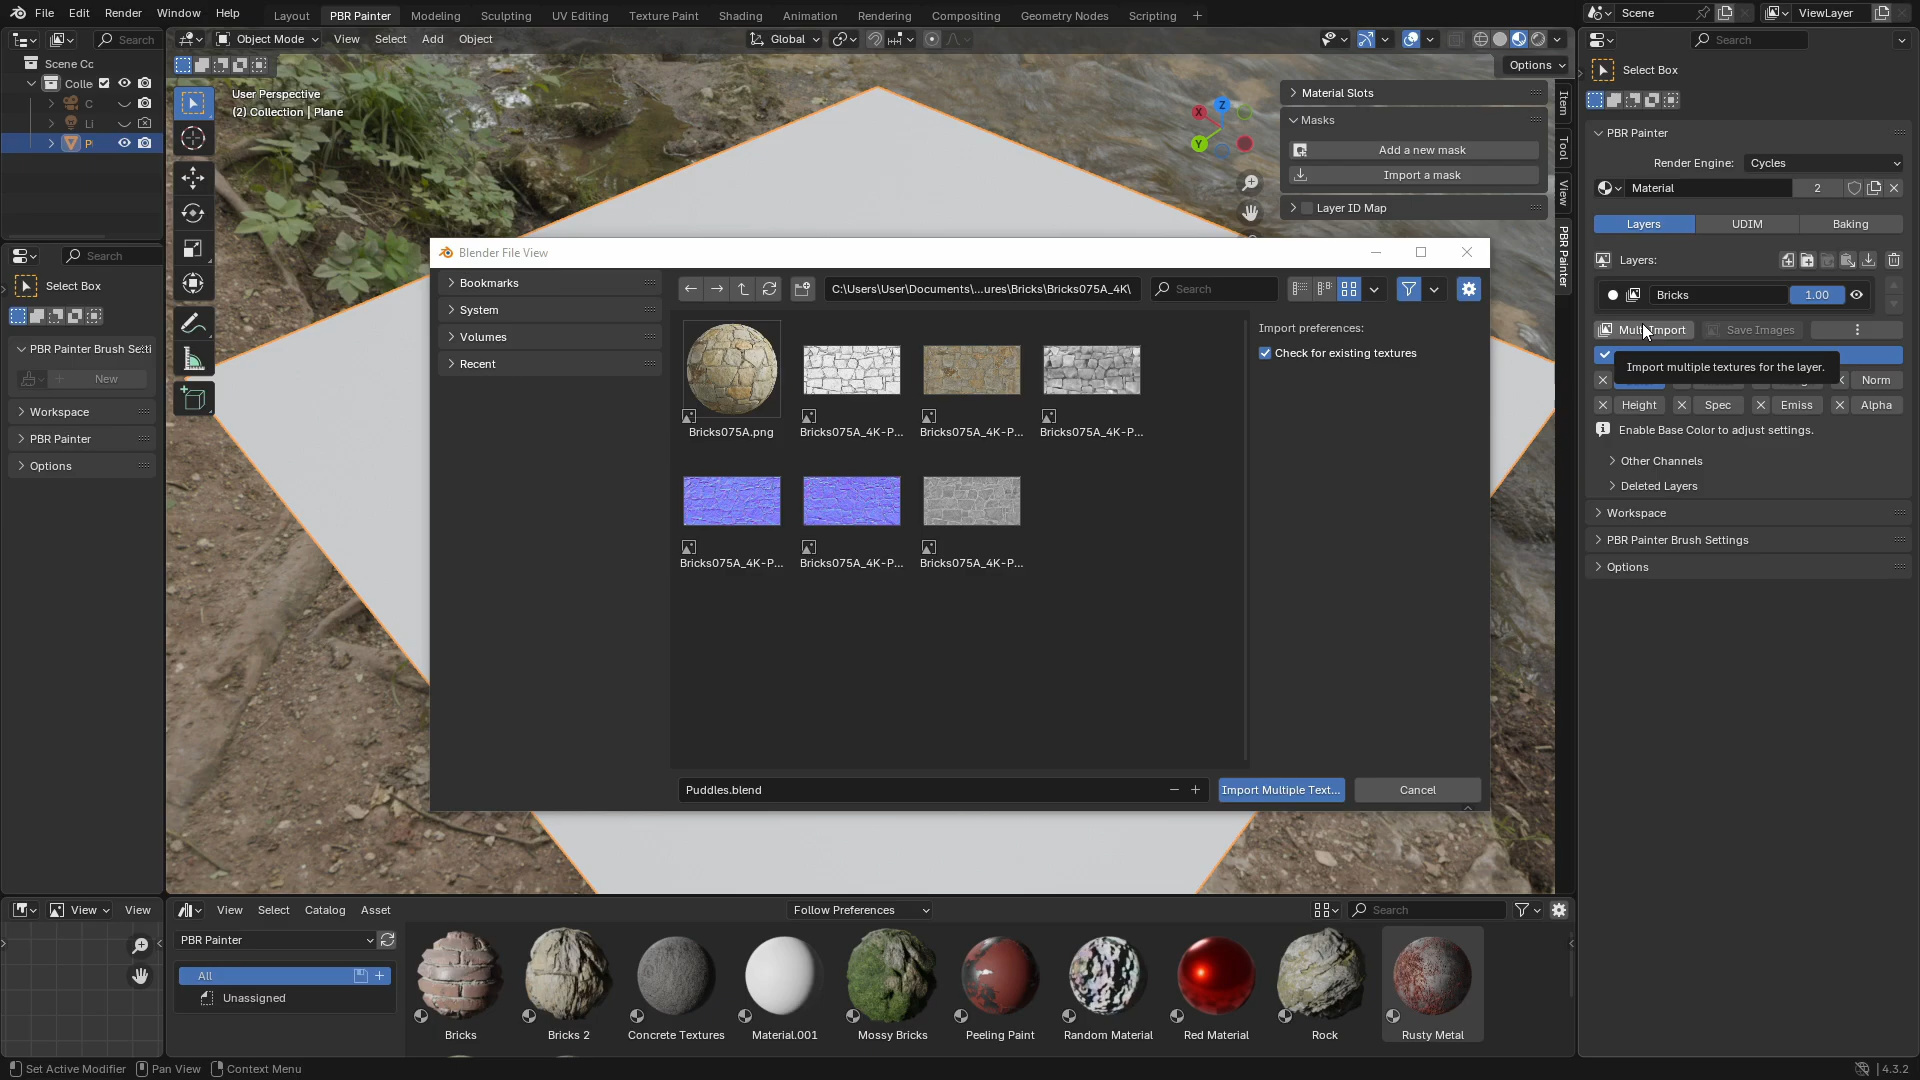 File Edit Render Window Help
Layout PBR Painter Modeling Sculpting UV Editing Texture Paint Shading Animation Rendering Compositing Geometry Nodes Scripting +
Scene
ViewLayer
Search
Scene Cc
Colle
C
Li
Pl
Search
Select Box
PBR Painter Brush Setti
New
Workspace
PBR Painter
Options
Object Mode View Select Add Object
Global
Options
User Perspective
(2) Collection | Plane
X
Z
Y
Material Slots
Masks
Add a new mask
Import a mask
Layer ID Map
Item
Tool
View
PBR Painter
Blender File View
Bookmarks
System
Volumes
Recent
C:\Users\User\Documents\...ures\Bricks\Bricks075A_4K\
Search
Import preferences:
Check for existing textures
Bricks075A.png
Bricks075A_4K-P...
Bricks075A_4K-P...
Bricks075A_4K-P...
Bricks075A_4K-P...
Bricks075A_4K-P...
Bricks075A_4K-P...
Puddles.blend
Import Multiple Text...
Cancel
Search
Select Box
PBR Painter
Render Engine: Cycles
Material 2
Layers UDIM Baking
Layers:
Bricks 1.00
Import Save Images
Import multiple textures for the layer.
Norm
Height Spec Emiss Alpha
Enable Base Color to adjust settings.
Other Channels
Deleted Layers
Workspace
PBR Painter Brush Settings
Options
View View
View Select Catalog Asset
Follow Preferences
Search
PBR Painter
All
Unassigned
Bricks
Bricks 2
Concrete Textures
Material.001
Mossy Bricks
Peeling Paint
Random Material
Red Material
Rock
Rusty Metal
Set Active Modifier Pan View Context Menu
4.3.2